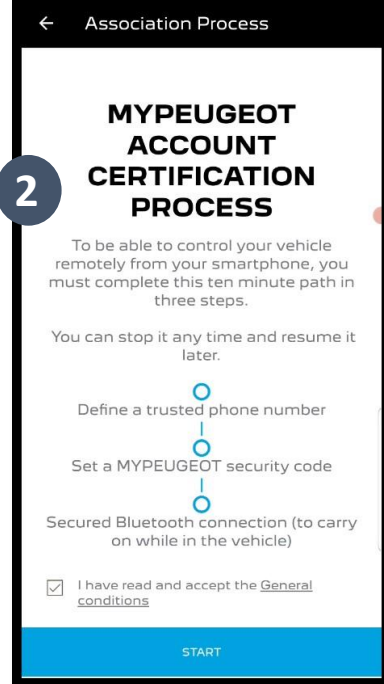 Association Process
MYPEUGEOT
ACCOUNT
2
CERTIFICATION
PROCESS
To be able to control your vehicle
remotely from your smartphone, you
must complete this ten minute path in
three steps.
You can stop it any time and resume it
later.
Define a trusted phone number
Set a MYPEUGEOT security code
Secured Bluetooth connection (to carry
on while in the vehicle)
I have read and accept the General
conditions
START